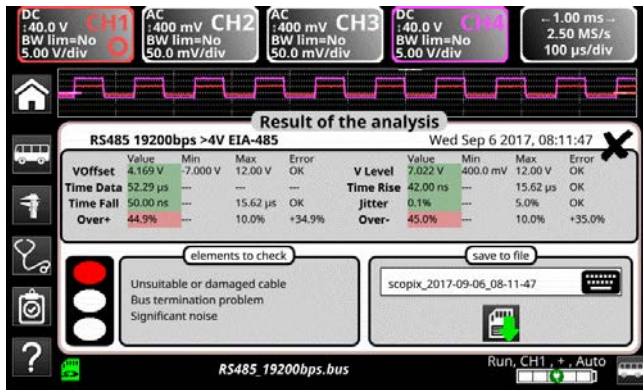 DC
:40.0 V CH1
BW lim=No
5.00 V/div
AC
:400 mV CH2
BW lim=No
50.0 mV/div
AC
:400 mV CH3
BW lim=No
50.0 mV/div
DC
:40.0 V CH4
BW lim=No
5.00 V/div
←1.00 ms→
2.50 MS/s
100 µs/div
Result of the analysis
RS485 19200bps >4V EIA-485 Wed Sep 6 2017, 08:11:47
Value Min Max Error Value Min Max Error
VOffset 4.169 V -7.000 V 12.00 V OK V Level 7.022 V 400.0 mV 12.00 V OK
Time Data 52.29 µs --- --- --- Time Rise 42.00 ns --- 15.62 µs OK
Time Fall 50.00 ns --- 15.62 µs OK Jitter 0.1% --- 5.0% OK
Over+ 44.9% --- 10.0% +34.9% Over- 45.0% --- 10.0% +35.0%
elements to check
Unsuitable or damaged cable
Bus termination problem
Significant noise
save to file
scopix_2017-09-06_08-11-47
?
RS485_19200bps.bus
Run, CH1 , + , Auto